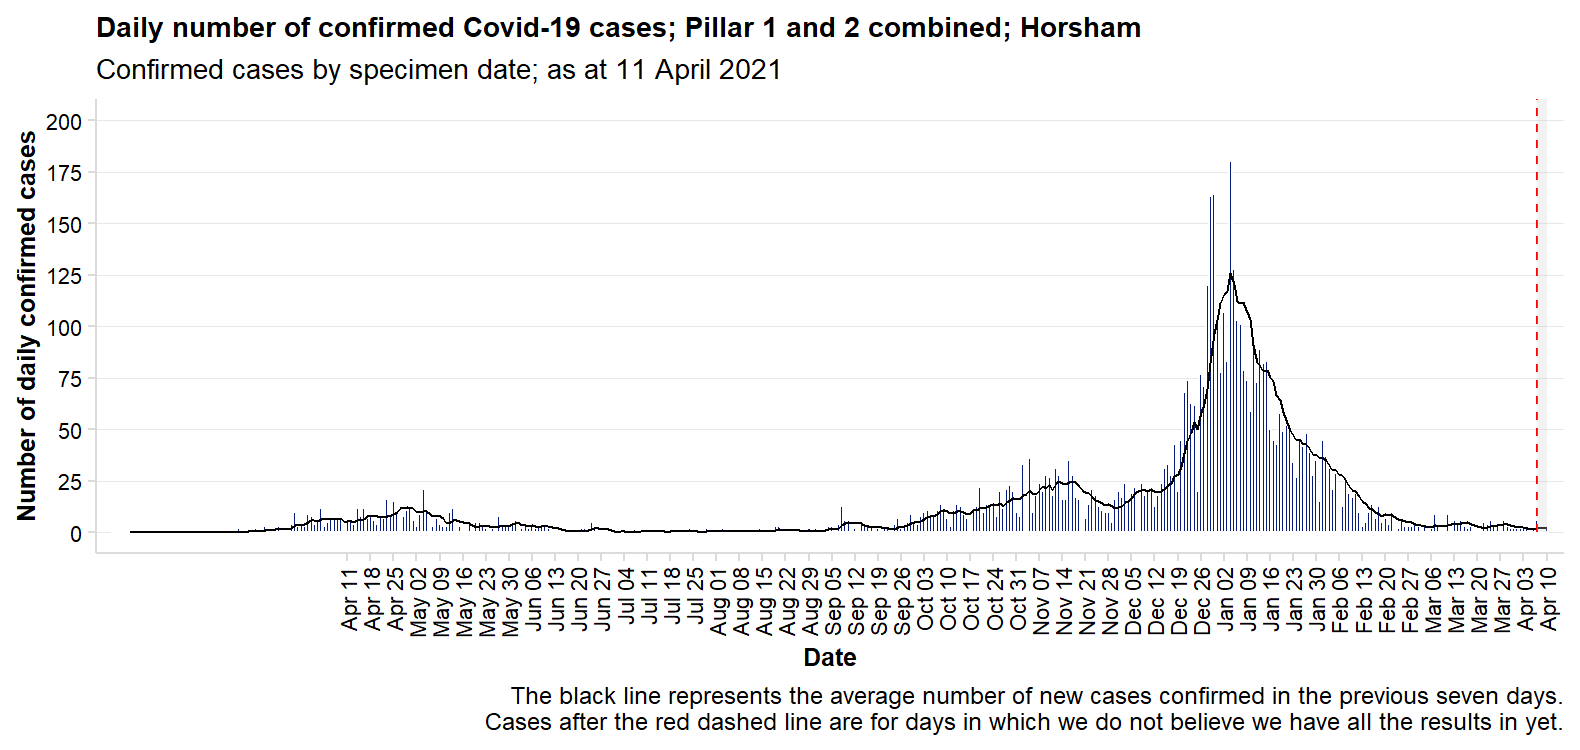 Daily number of confirmed Covid-19 cases; Pillar 1 and 2 combined; Horsham
Confirmed cases by specimen date; as at 11 April 2021
Number of daily confirmed cases
200
175
150
125
100
75
50
25
0
Apr 11
Apr 18
Apr 25
May 02
May 09
May 16
May 23
May 30
Jun 06
Jun 13
Jun 20
Jun 27
Jul 04
Jul 11
Jul 18
Jul 25
Aug 01
Aug 08
Aug 15
Aug 22
Aug 29
Sep 05
Sep 12
Sep 19
Sep 26
Oct 03
Oct 10
Oct 17
Oct 24
Oct 31
Nov 07
Nov 14
Nov 21
Nov 28
Dec 05
Dec 12
Dec 19
Dec 26
Jan 02
Jan 09
Jan 16
Jan 23
Jan 30
Feb 06
Feb 13
Feb 20
Feb 27
Mar 06
Mar 13
Mar 20
Mar 27
Apr 03
Apr 10
Date
The black line represents the average number of new cases confirmed in the previous seven days.
Cases after the red dashed line are for days in which we do not believe we have all the results in yet.